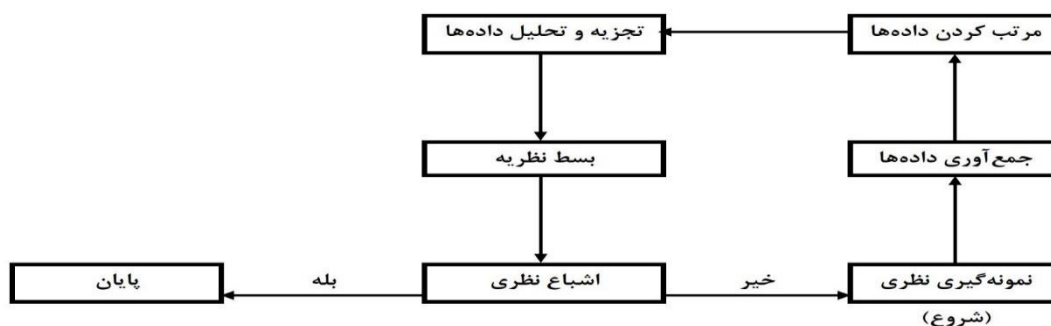 مرتب کردن داده‌ها
تجزیه و تحلیل داده‌ها
جمع‌آوری داده‌ها
بسط نظریه
نمونه‌گیری نظری
(شروع)
خیر
اشباع نظری
بله
پایان